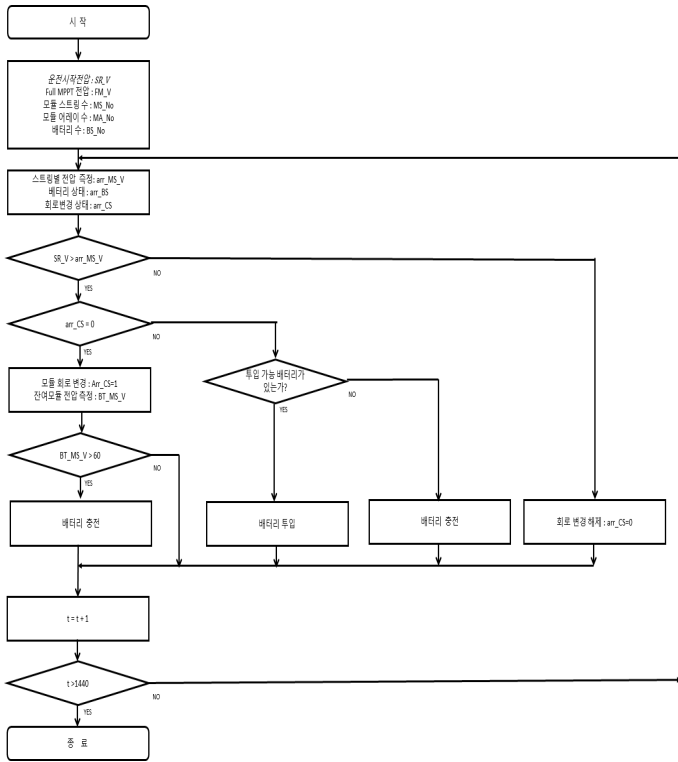 시 작
운전시작전압 : SR_V
Full MPPT 전압 : FM_V
모듈 스트링 수 : MS_No
모듈 어레이 수 : MA_No
배터리 수 : BS_No
스트링별 전압 측정: arr_MS_V
베터리 상태 : arr_BS
회로변경 상태 : arr_CS
SR_V > arr_MS_V
NO
YES
arr_CS = 0
NO
YES
모듈 회로 변경 : Arr_CS=1
잔여모듈 전압 측정 : BT_MS_V
투입 가능 배터리가
있는가?
NO
YES
BT_MS_V > 60
NO
YES
배터리 충전
배터리 투입
배터리 충전
회로 변경 해제 : arr_CS=0
t = t + 1
t >1440
NO
YES
종 료